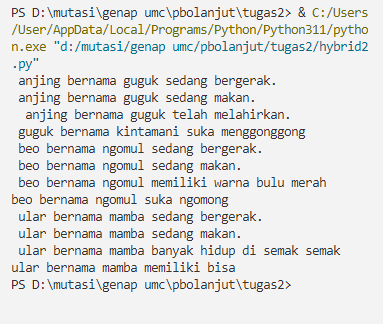 PS D:\mutasi\genap umc\pbolanjut\tugas2> & C:/Users
/User/AppData/Local/Programs/Python/Python311/pytho
n.exe "d:/mutasi/genap umc/pbolanjut/tugas2/hybrid2
.py"
anjing bernama guguk sedang bergerak.
anjing bernama guguk sedang makan.
anjing bernama guguk telah melahirkan.
guguk bernama kintamani suka menggonggong
beo bernama ngomul sedang bergerak.
beo bernama ngomul sedang makan.
beo bernama ngomul memiliki warna bulu merah
beo bernama ngomul suka ngomong
ular bernama mamba sedang bergerak.
ular bernama mamba sedang makan.
ular bernama mamba banyak hidup di semak semak
ular bernama mamba memiliki bisa
PS D:\mutasi\genap umc\pbolanjut\tugas2>